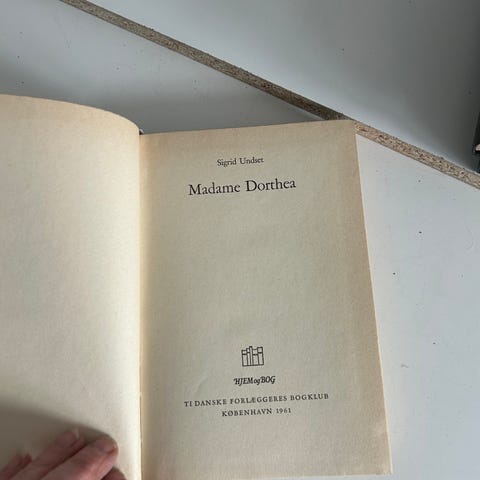 Sigrid Undset
Madame Dorthea
HJEM og BOG
TI DANSKE FORLÆGGERES BOGKLUB
KØBENHAVN 1961